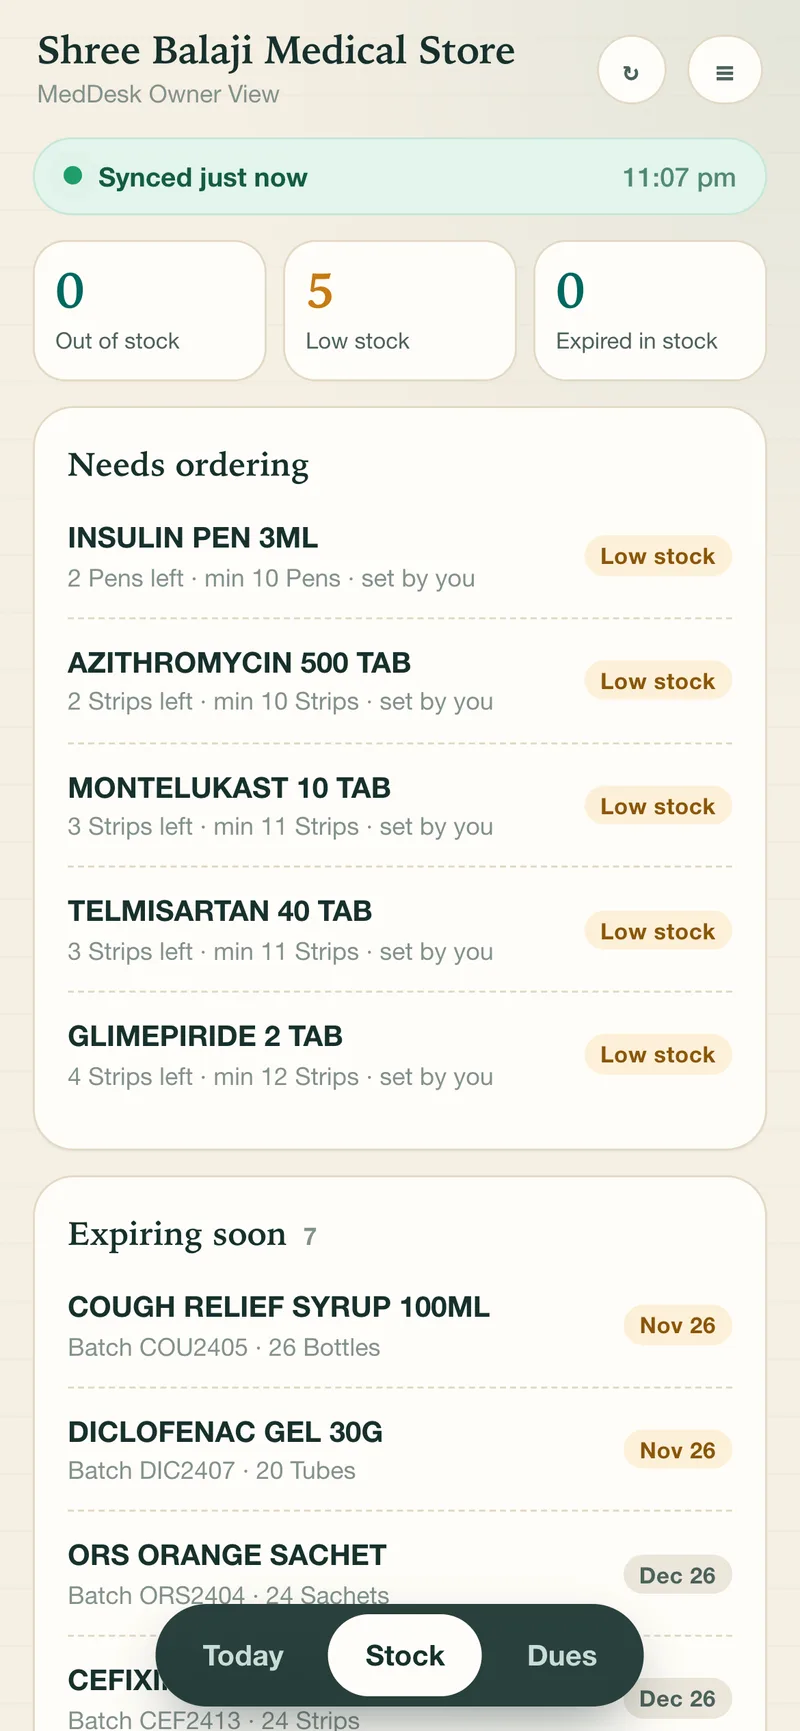 Shree Balaji Medical Store
MedDesk Owner View
↻ ≡
Synced just now 11:07 pm
0 5 0
Out of stock Low stock Expired in stock
Needs ordering
INSULIN PEN 3ML
2 Pens left · min 10 Pens · set by you
Low stock
AZITHROMYCIN 500 TAB
2 Strips left · min 10 Strips · set by you
Low stock
MONTELUKAST 10 TAB
3 Strips left · min 11 Strips · set by you
Low stock
TELMISARTAN 40 TAB
3 Strips left · min 11 Strips · set by you
Low stock
GLIMEPIRIDE 2 TAB
4 Strips left · min 12 Strips · set by you
Low stock
Expiring soon 7
COUGH RELIEF SYRUP 100ML
Batch COU2405 · 26 Bottles
Nov 26
DICLOFENAC GEL 30G
Batch DIC2407 · 20 Tubes
Nov 26
ORS ORANGE SACHET
Batch ORS2404 · 24 Sachets
Dec 26
Batch CEF2413 · 24 Strips
Dec 26
Today Stock Dues